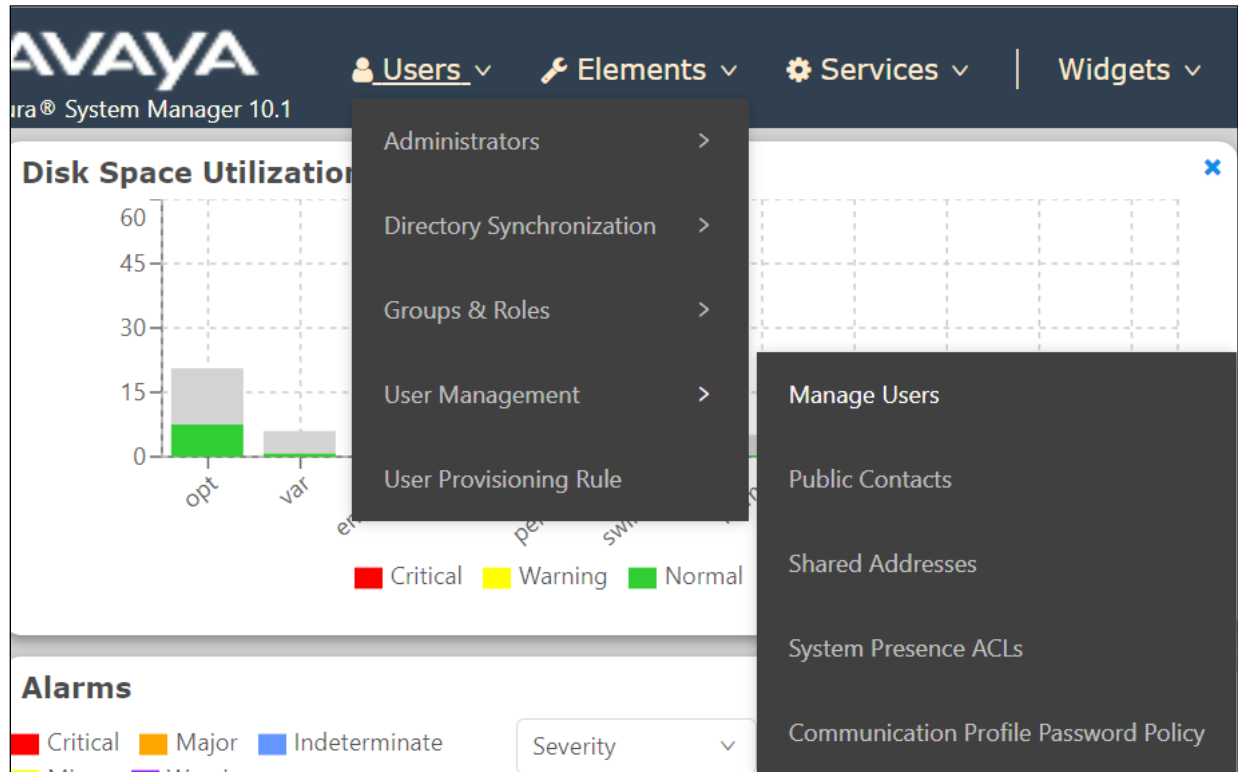 AVAYA
ura® System Manager 10.1
Users
Elements
Services
Widgets
Administrators
Directory Synchronization
Groups & Roles
User Management
User Provisioning Rule
Manage Users
Public Contacts
Shared Addresses
System Presence ACLs
Communication Profile Password Policy
Disk Space Utilization
60
45
30
15
0
opt
var
Critical
Warning
Normal
Alarms
Critical
Major
Indeterminate
Severity